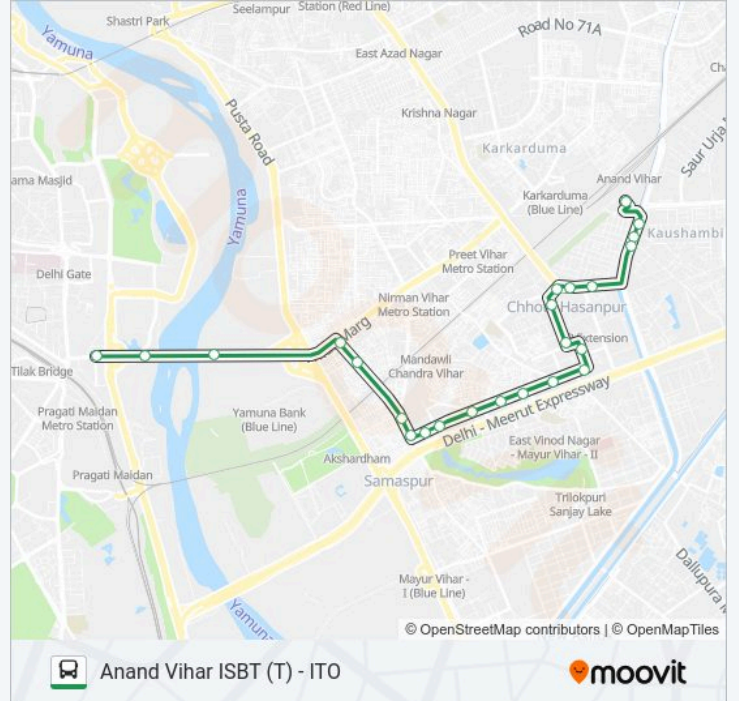 Shastri Park
Seelampur
Station (Red Line)
Road No 71A
Yamuna
East Azad Nagar
Pusta Road
Krishna Nagar
Karkarduma
Saur Urja
ama Masjid
Anand Vihar
Karkarduma
(Blue Line)
Yamuna
Kaushambi
Preet Vihar
Metro Station
Delhi Gate
Nirman Vihar
Metro Station
Hasanpur
Marg
Extension
Mandawli
Chandra Vihar
Tilak Bridge
Delhi - Meerut Expressway
Pragati Maidan
Metro Station
Yamuna Bank
(Blue Line)
East Vinod Nagar
- Mayur Vihar - II
Akshardham
Pragati Maidan
Samaspur
Trilokpuri
Sanjay Lake
Mayur Vihar -
I (Blue Line)
Dallupura
Yamuna
© OpenStreetMap contributors | © OpenMapTiles
Anand Vihar ISBT (T) - ITO
moovit